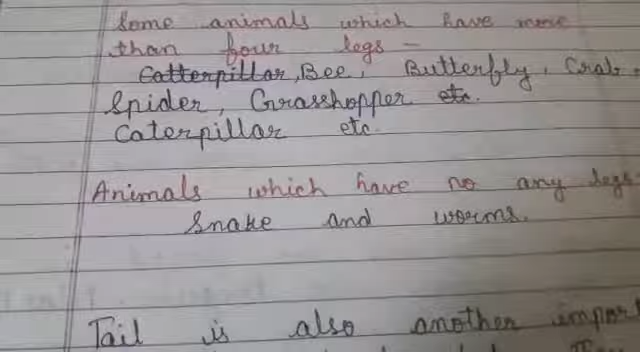 Some animals which have more
than four legs -
Catterpillar, Bee, Butterfly, Crab,
Spider, Grasshopper etc.
Caterpillar etc.
Animals which have no any legs-
Snake and worms.
Tail is also another import